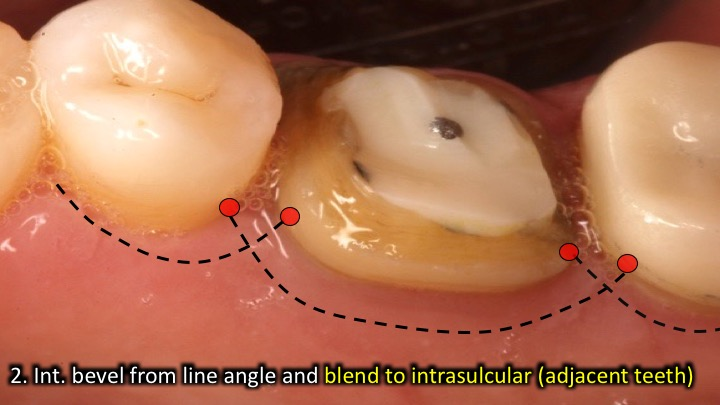 2. Int. bevel from line angle and blend to intrasulcular (adjacent teeth)